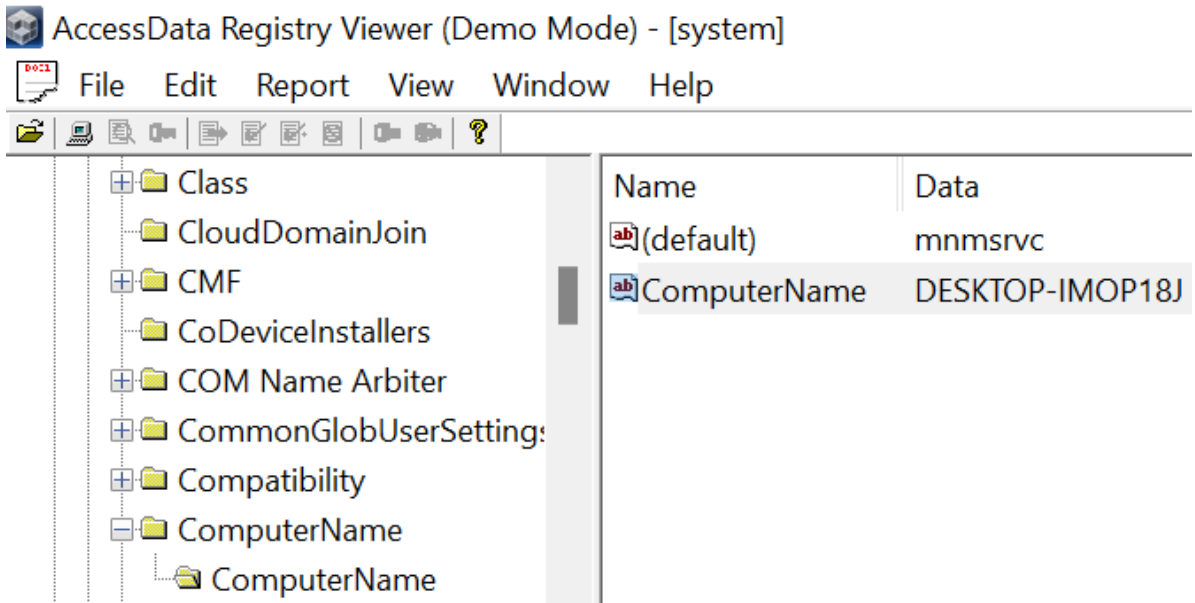 AccessData Registry Viewer (Demo Mode) - [system]
File Edit Report View Window Help
Class
CloudDomainJoin
CMF
CoDeviceInstallers
COM Name Arbiter
CommonGlobUserSettings
Compatibility
ComputerName
ComputerName
Name Data
(default) mnmsrvc
ComputerName DESKTOP-IMOP18J